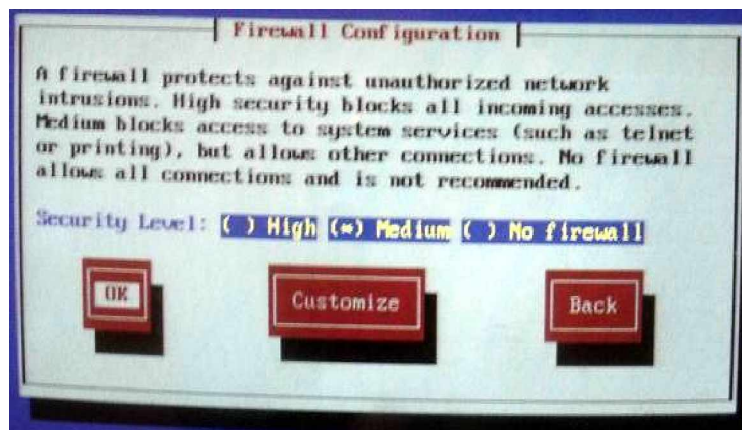 Firewall Configuration
A firewall protects against unauthorized network
intrusions. High security blocks all incoming accesses.
Medium blocks access to system services (such as telnet
or printing), but allows other connections. No firewall
allows all connections and is not recommended.
Security Level: ( ) High (*) Medium ( ) No firewall
OK Customize Back